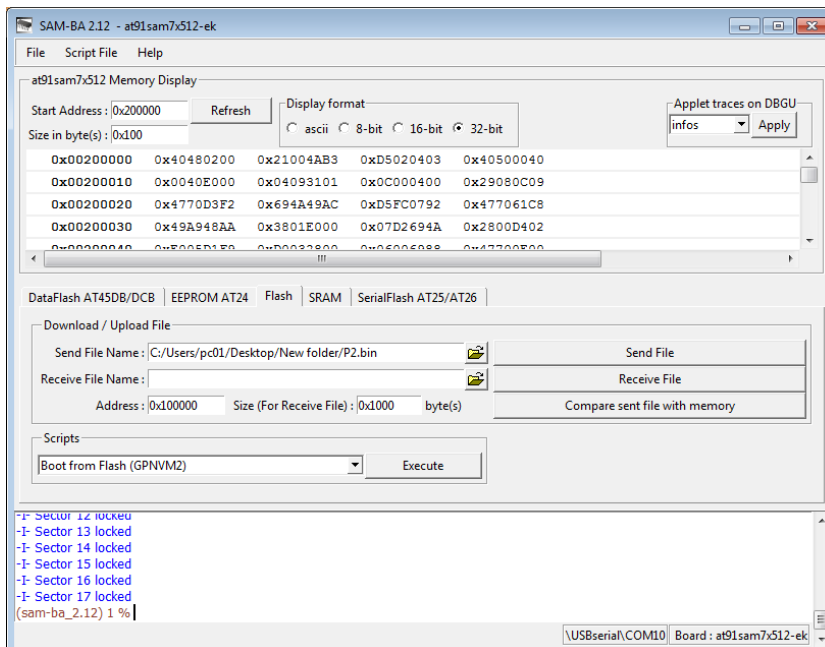 SAM-BA 2.12 - at91sam7x512-ek
File Script File Help
at91sam7x512 Memory Display
Start Address : 0x200000 Refresh
Size in byte(s) : 0x100
Display format
ascii 8-bit 16-bit 32-bit
Applet traces on DBGU
infos Apply
0x00200000 0x40480200 0x21004AB3 0xD5020403 0x40500040
0x00200010 0x0040E000 0x04093101 0x0C000400 0x29080C09
0x00200020 0x4770D3F2 0x694A49AC 0xD5FC0792 0x477061C8
0x00200030 0x49A948AA 0x3801E000 0x07D2694A 0x2800D402
DataFlash AT45DB/DCB EEPROM AT24 Flash SRAM SerialFlash AT25/AT26
Download / Upload File
Send File Name : C:/Users/pc01/Desktop/New folder/P2.bin Send File
Receive File Name : Receive File
Address : 0x100000 Size (For Receive File) : 0x1000 byte(s) Compare sent file with memory
Scripts
Boot from Flash (GPNVM2) Execute
-I- Sector 12 locked
-I- Sector 13 locked
-I- Sector 14 locked
-I- Sector 15 locked
-I- Sector 16 locked
-I- Sector 17 locked
(sam-ba_2.12) 1 %
\USBserial\COM10 Board : at91sam7x512-ek